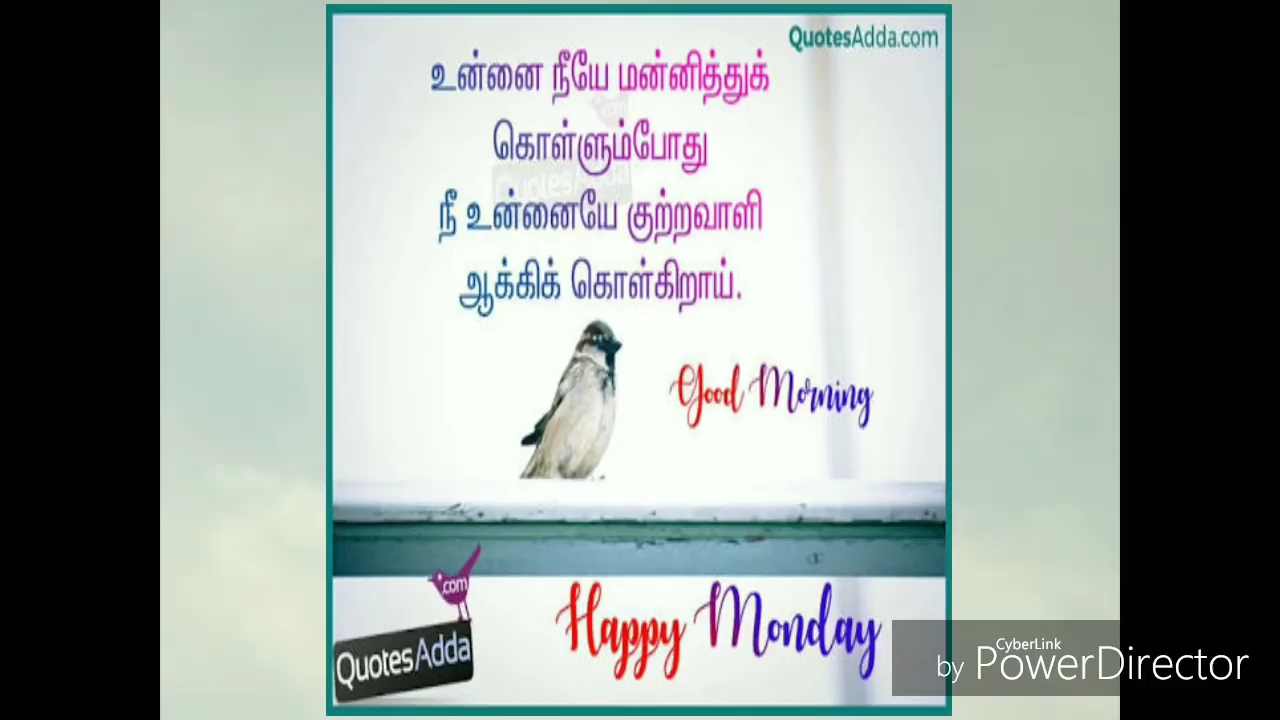 QuotesAdda.com
உன்னை நீயே மன்னித்துக்
கொள்ளும்போது
நீ உன்னையே குற்றவாளி
ஆக்கிக் கொள்கிறாய்.
Good Morning
.com
QuotesAdda
Happy Monday
CyberLink
by PowerDirector